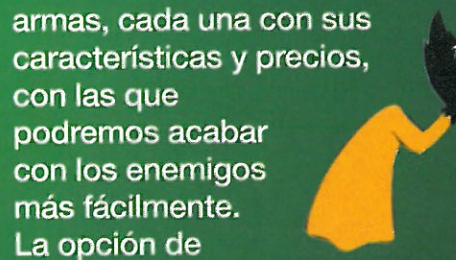 armas, cada una con sus
características y precios,
con las que
podremos acabar
con los enemigos
más fácilmente.
La opción de